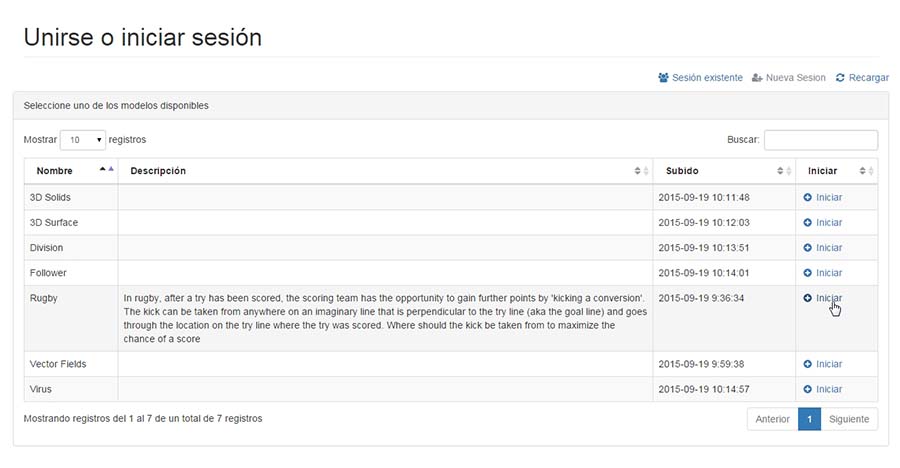 Unirse o iniciar sesión
Sesión existente Nueva Sesion Recargar
Seleccione uno de los modelos disponibles
Mostrar 10 registros Buscar:
Nombre Descripción Subido Iniciar
3D Solids 2015-09-19 10:11:48 Iniciar
3D Surface 2015-09-19 10:12:03 Iniciar
Division 2015-09-19 10:13:51 Iniciar
Follower 2015-09-19 10:14:01 Iniciar
Rugby In rugby, after a try has been scored, the scoring team has the opportunity to gain further points by 'kicking a conversion'. 2015-09-19 9:36:34 Iniciar
The kick can be taken from anywhere on an imaginary line that is perpendicular to the try line (aka the goal line) and goes
through the location on the try line where the try was scored. Where should the kick be taken from to maximize the
chance of a score
Vector Fields 2015-09-19 9:59:38 Iniciar
Virus 2015-09-19 10:14:57 Iniciar
Mostrando registros del 1 al 7 de un total de 7 registros Anterior 1 Siguiente